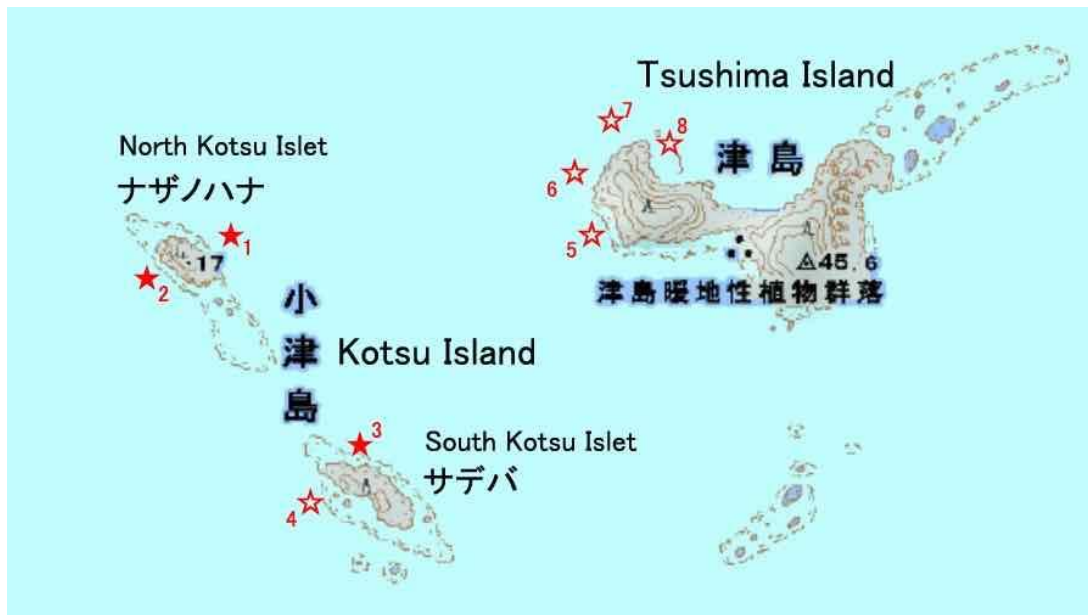 Tsushima Island
津島
7
8
6
5
45.6
津島暖地性植物群落
North Kotsu Islet
ナザノハナ
1
17
2
小津島
Kotsu Island
3
South Kotsu Islet
サデバ
4